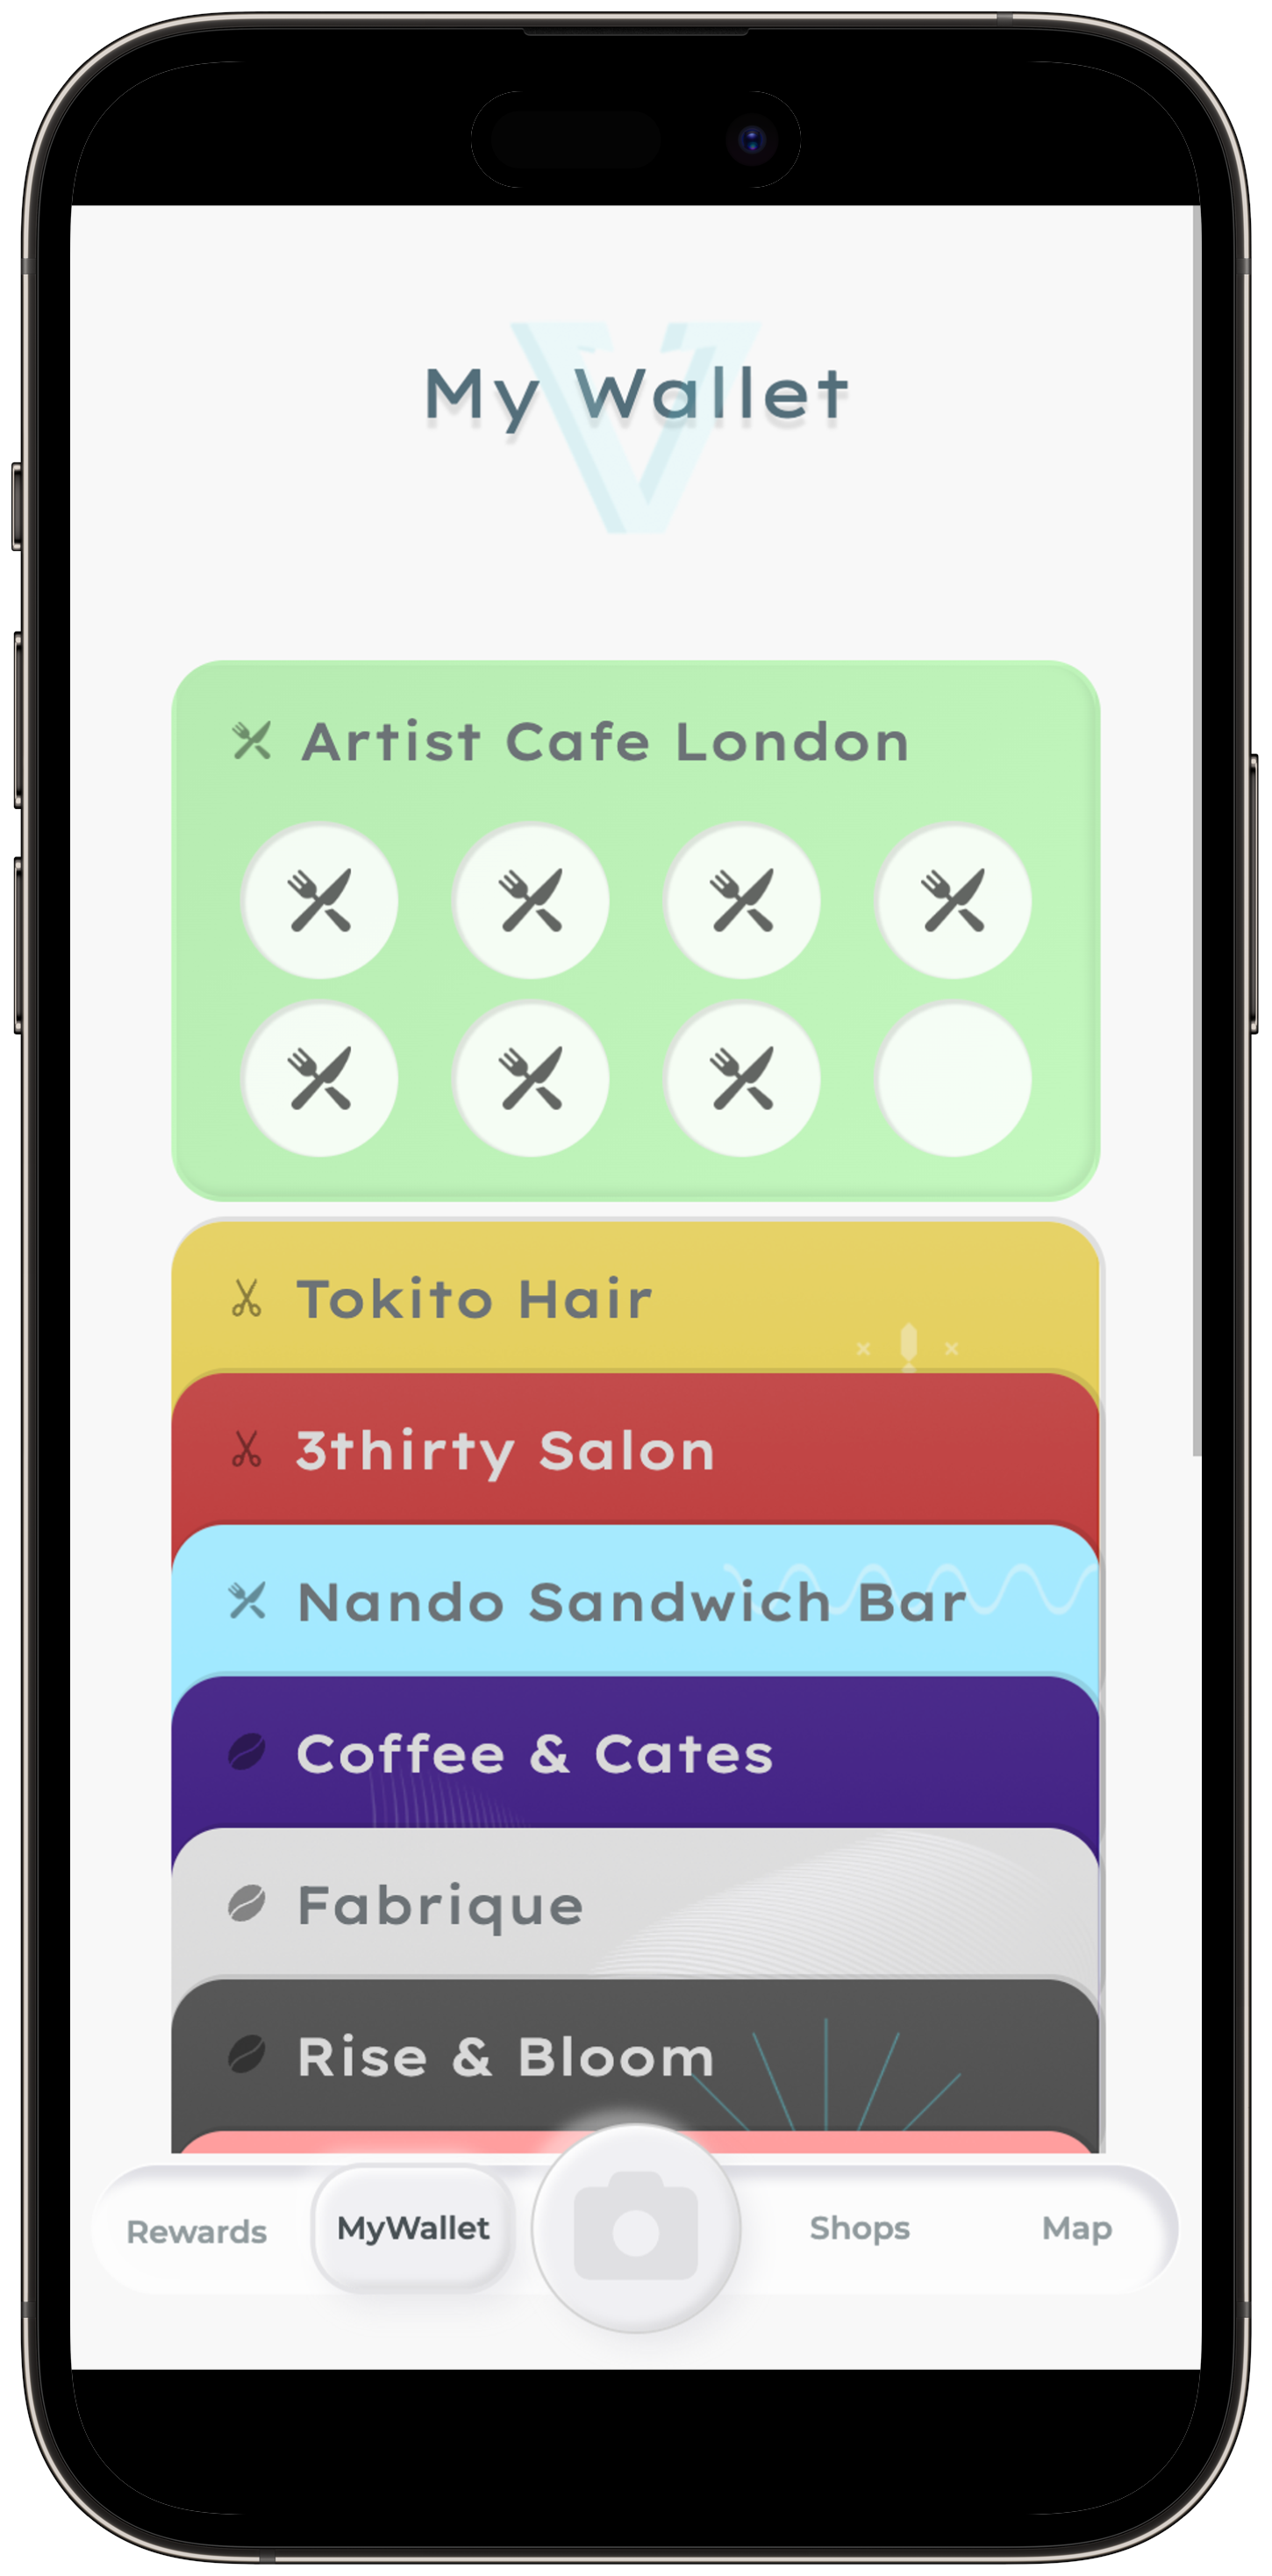 My Wallet
Artist Cafe London
Tokito Hair
3thirty Salon
Nando Sandwich Bar
Coffee & Cates
Fabrique
Rise & Bloom
Rewards
MyWallet
Shops
Map